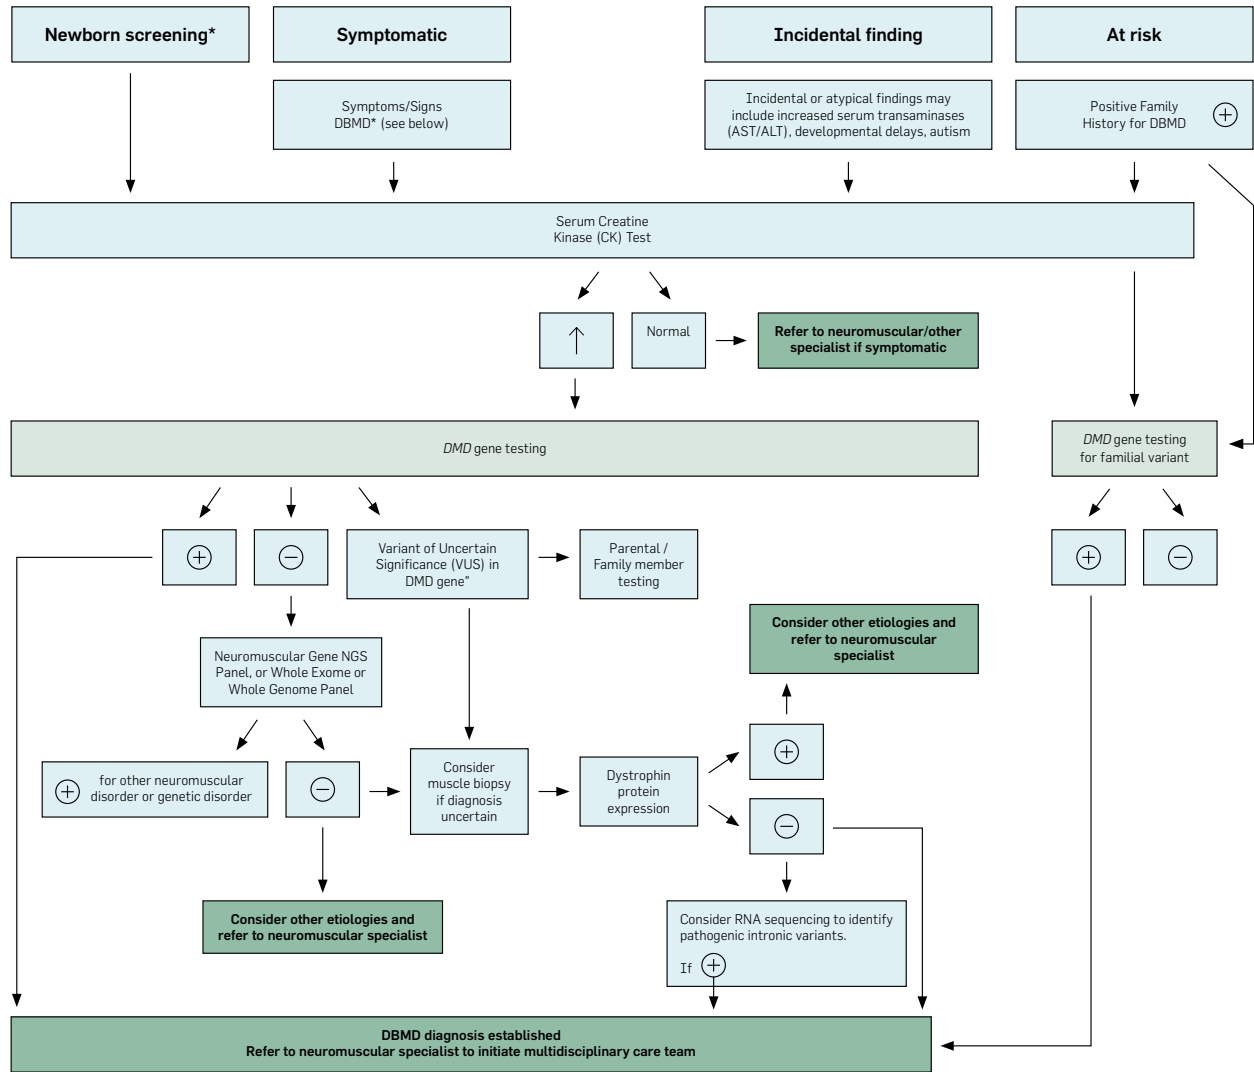 Newborn screening*
Symptomatic
Incidental finding
At risk
Symptoms/Signs
DBMD* (see below)
Incidental or atypical findings may
include increased serum transaminases
(AST/ALT), developmental delays, autism
Positive Family
History for DBMD
+
Serum Creatine
Kinase (CK) Test
↑
Normal
Refer to neuromuscular/other
specialist if symptomatic
DMD gene testing
DMD gene testing
for familial variant
+
−
Variant of Uncertain
Significance (VUS) in
DMD gene"
Parental /
Family member
testing
+
−
Neuromuscular Gene NGS
Panel, or Whole Exome or
Whole Genome Panel
Consider other etiologies and
refer to neuromuscular
specialist
+ for other neuromuscular
disorder or genetic disorder
−
Consider
muscle biopsy
if diagnosis
uncertain
Dystrophin
protein
expression
+
−
Consider other etiologies and
refer to neuromuscular specialist
Consider RNA sequencing to identify
pathogenic intronic variants.
If +
DBMD diagnosis established
Refer to neuromuscular specialist to initiate multidisciplinary care team